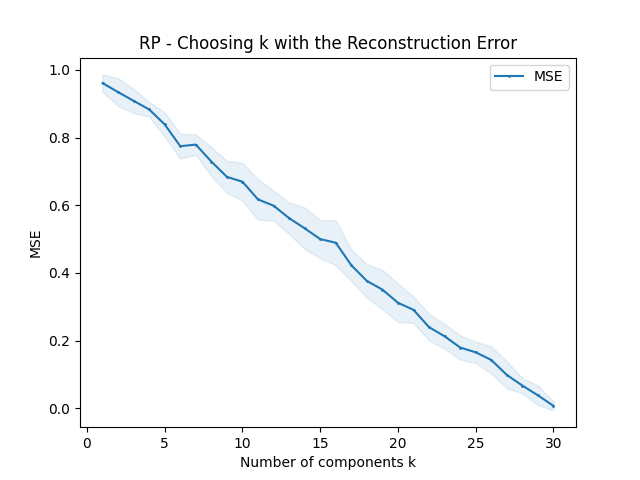 RP - Choosing k with the Reconstruction Error
MSE
1.0
0.8
0.6
0.4
0.2
0.0
MSE
0 5 10 15 20 25 30
Number of components k